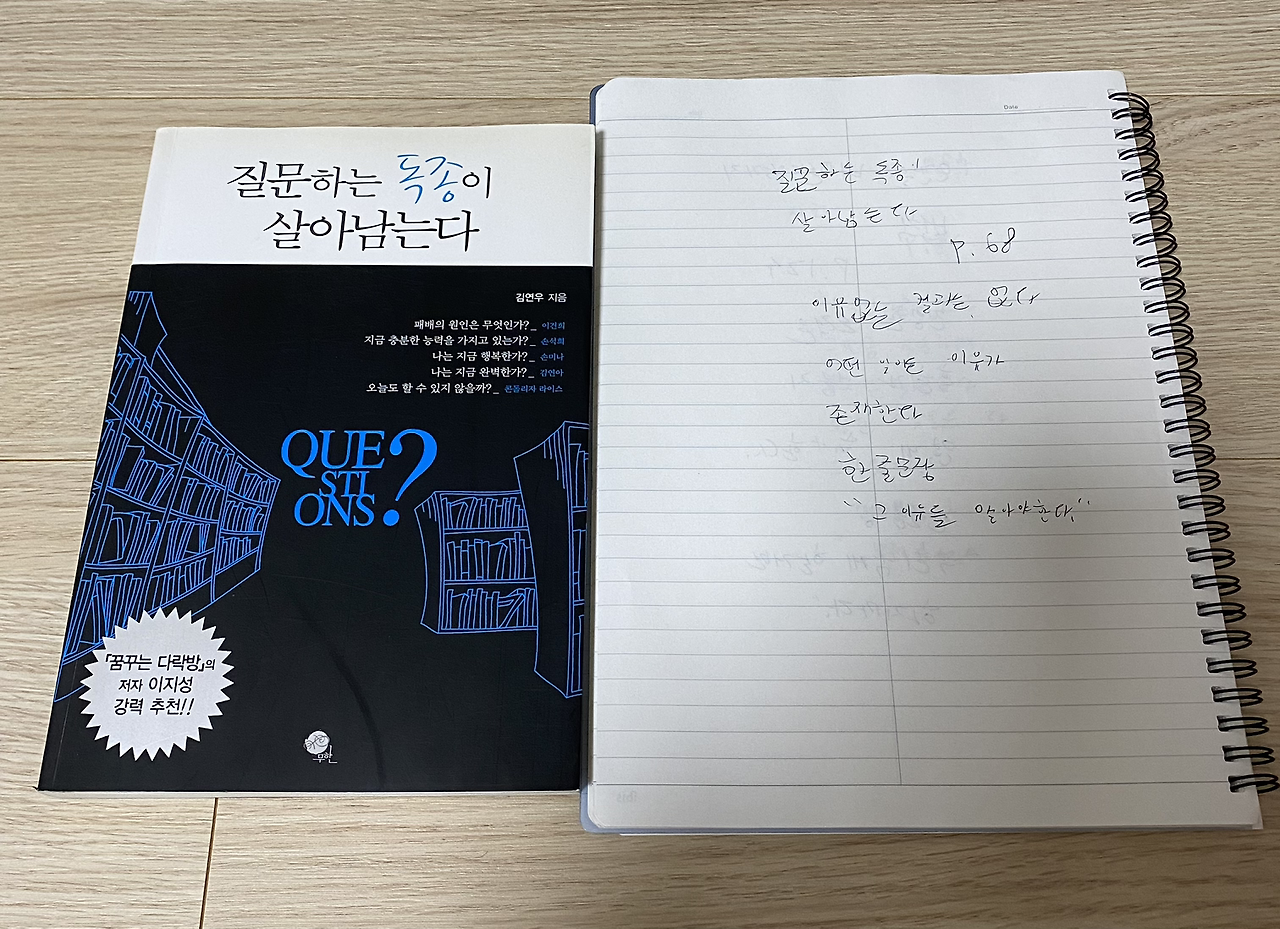 질문하는 독종이
살아남는다
김연우 지음
패배의 원인은 무엇인가?_ 이건희
지금 충분한 능력을 가지고 있는가?_ 손석희
나는 지금 행복한가?_ 손미나
나는 지금 완벽한가?_ 김연아
오늘도 할 수 있지 않을까?_ 콘돌리자 라이스
QUE
STI
ONS?
『꿈꾸는 다락방』의
저자 이지성
강력 추천!!
무한
Date
질문하는 독종이
살아남는다
p. 68
이유없는 결과는 없다
어떤 이유가
존재한다
한글문장
"그 이유를 알아야한다."